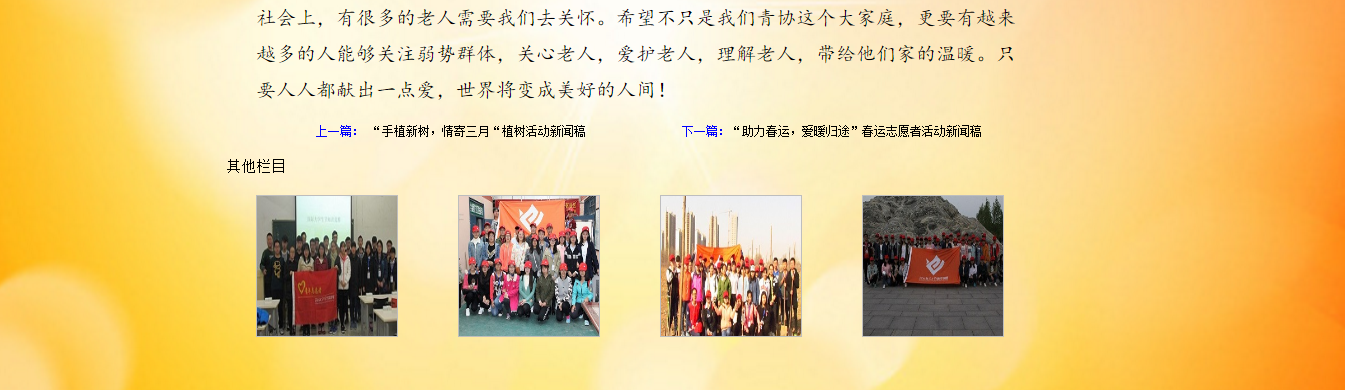 社会上，有很多的老人需要我们去关怀。希望不只是我们青协这个大家庭，更要有越来
越多的人能够关注弱势群体，关心老人，爱护老人，理解老人，带给他们家的温暖。只
要人人都献出一点爱，世界将变成美好的人间！
上一篇： “手植新树，情寄三月“植树活动新闻稿
下一篇：“助力春运，爱暖归途”春运志愿者活动新闻稿
其他栏目